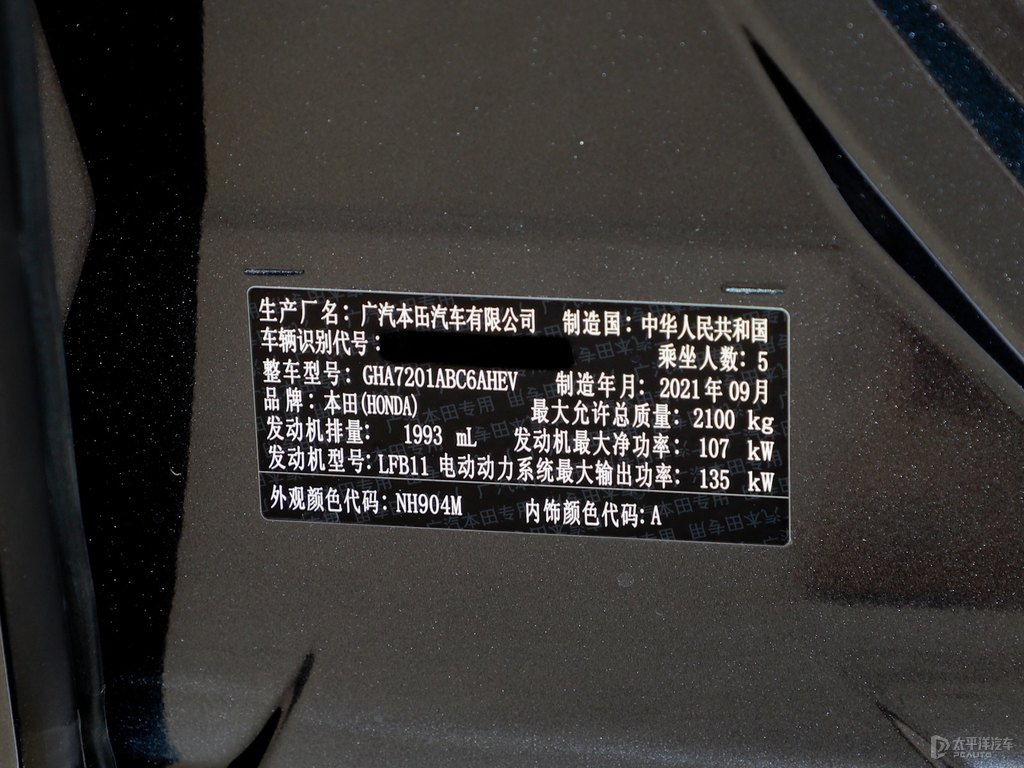 生产厂名：广汽本田汽车有限公司 制造国：中华人民共和国
车辆识别代号： 乘坐人数：5
整车型号：GHA7201ABC6AHEV 制造年月：2021年09月
品牌：本田(HONDA) 最大允许总质量：2100 kg
发动机排量： 1993 mL 发动机最大净功率：107 kW
发动机型号:LFB11 电动动力系统最大输出功率：135 kW
外观颜色代码：NH904M 内饰颜色代码：A
太平洋汽车
PCAUTO